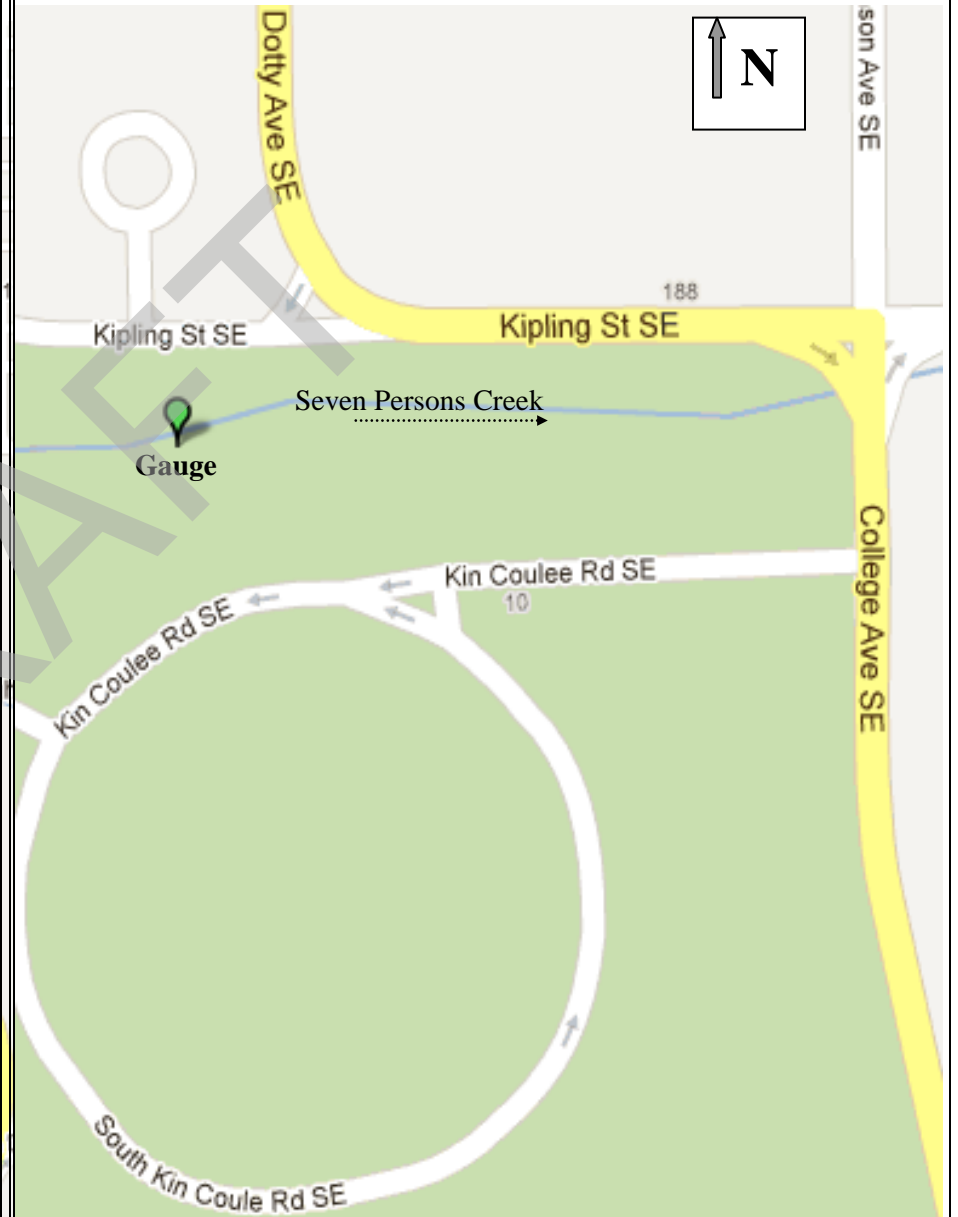 Dotty Ave SE
N
son Ave SE
188
Kipling St SE
Kipling St SE
Seven Persons Creek
Gauge
Kin Coulee Rd SE
10
College Ave SE
Kin Coulee Rd SE
South Kin Coule Rd SE
AFT